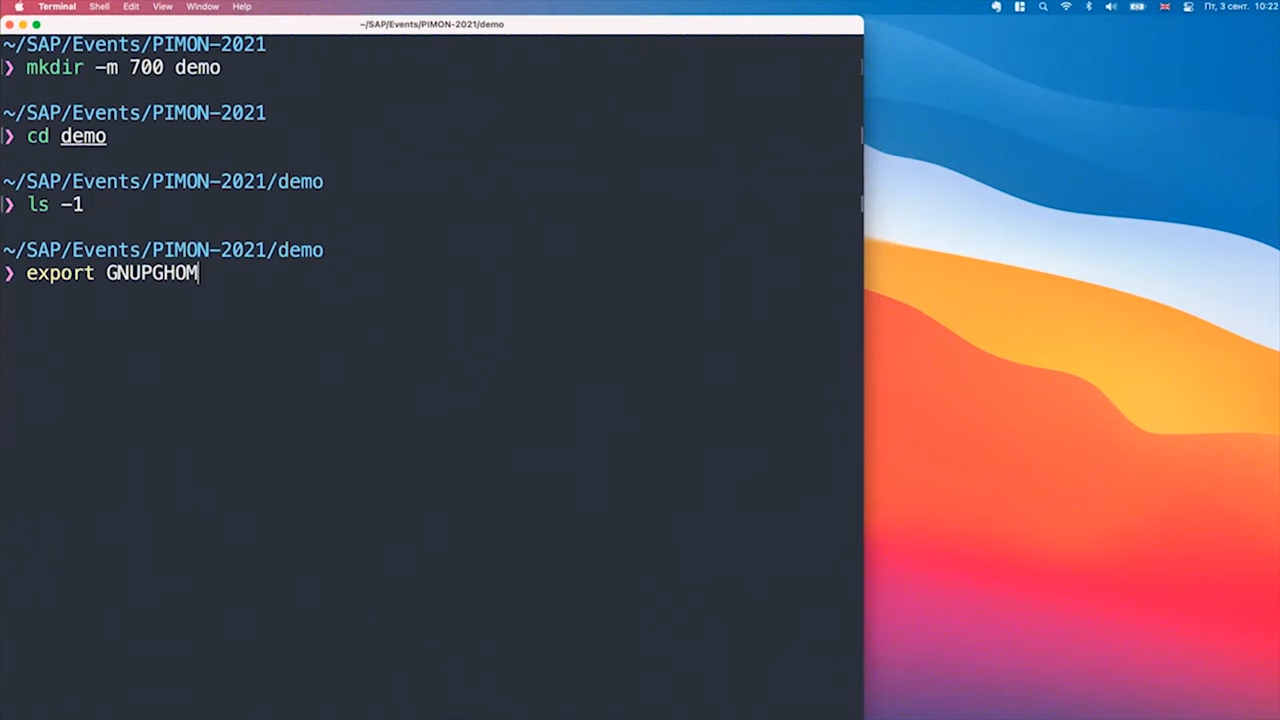 Terminal Shell Edit View Window Help Пт, 3 сент. 10:22
~/SAP/Events/PIMON-2021/demo
~/SAP/Events/PIMON-2021
❯ mkdir -m 700 demo
~/SAP/Events/PIMON-2021
❯ cd demo
~/SAP/Events/PIMON-2021/demo
❯ ls -1
~/SAP/Events/PIMON-2021/demo
❯ export GNUPGHOM